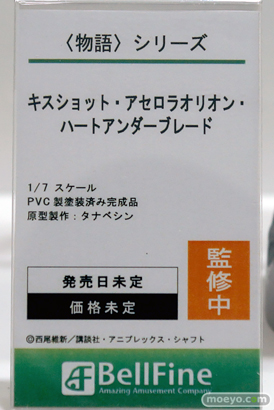 〈物語〉シリーズ
キスショット・アセロラオリオン・
ハートアンダーブレード
1/7 スケール
PVC製塗装済み完成品
原型製作：タナベシン
発売日未定
価格未定
監修中
©西尾維新／講談社・アニプレックス・シャフト
BellFine
Amazing Amusement Company
moeyo.com